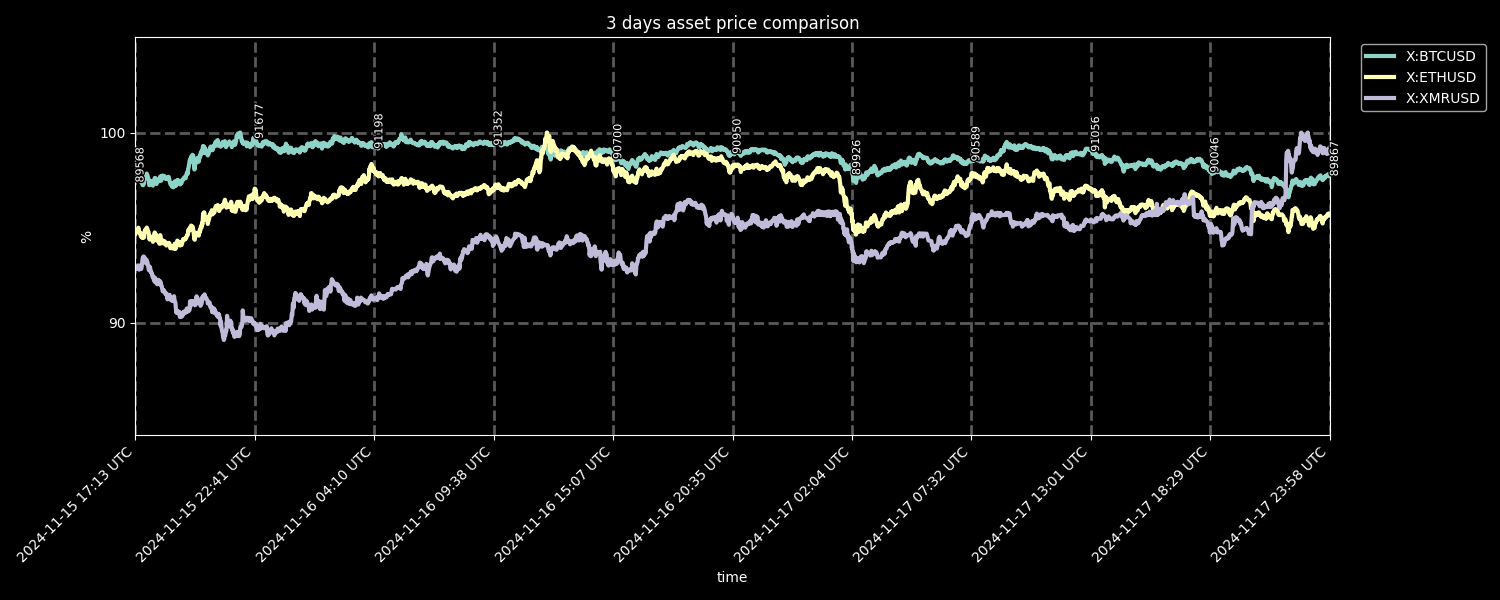 3 days asset price comparison
X:BTCUSD
X:ETHUSD
X:XMRUSD
100
90
%
89568
91677
91198
91352
90700
90950
89926
90589
91056
90046
89867
2024-11-15 17:13 UTC
2024-11-15 22:41 UTC
2024-11-16 04:10 UTC
2024-11-16 09:38 UTC
2024-11-16 15:07 UTC
2024-11-16 20:35 UTC
2024-11-17 02:04 UTC
2024-11-17 07:32 UTC
2024-11-17 13:01 UTC
2024-11-17 18:29 UTC
2024-11-17 23:58 UTC
time